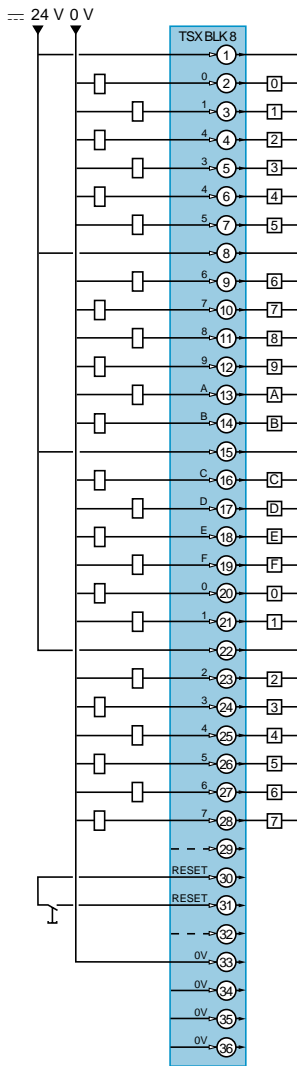 ⎓ 24 V 0 V
TSX BLK 8
1
0 2 0
1 3 1
4 4 2
3 5 3
4 6 4
5 7 5
8
6 9 6
7 10 7
8 11 8
9 12 9
A 13 A
B 14 B
15
C 16 C
D 17 D
E 18 E
F 19 F
0 20 0
1 21 1
22
2 23 2
3 24 3
4 25 4
5 26 5
6 27 6
7 28 7
29
RESET 30
RESET 31
32
0V 33
0V 34
0V 35
0V 36